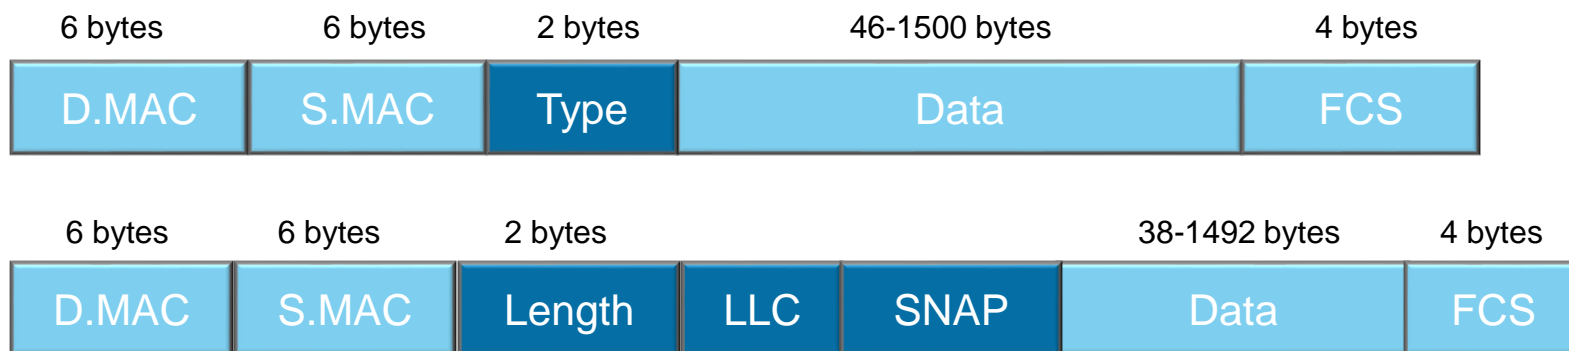 6 bytes 6 bytes 2 bytes 46-1500 bytes 4 bytes
D.MAC S.MAC Type Data FCS
6 bytes 6 bytes 2 bytes 38-1492 bytes 4 bytes
D.MAC S.MAC Length LLC SNAP Data FCS